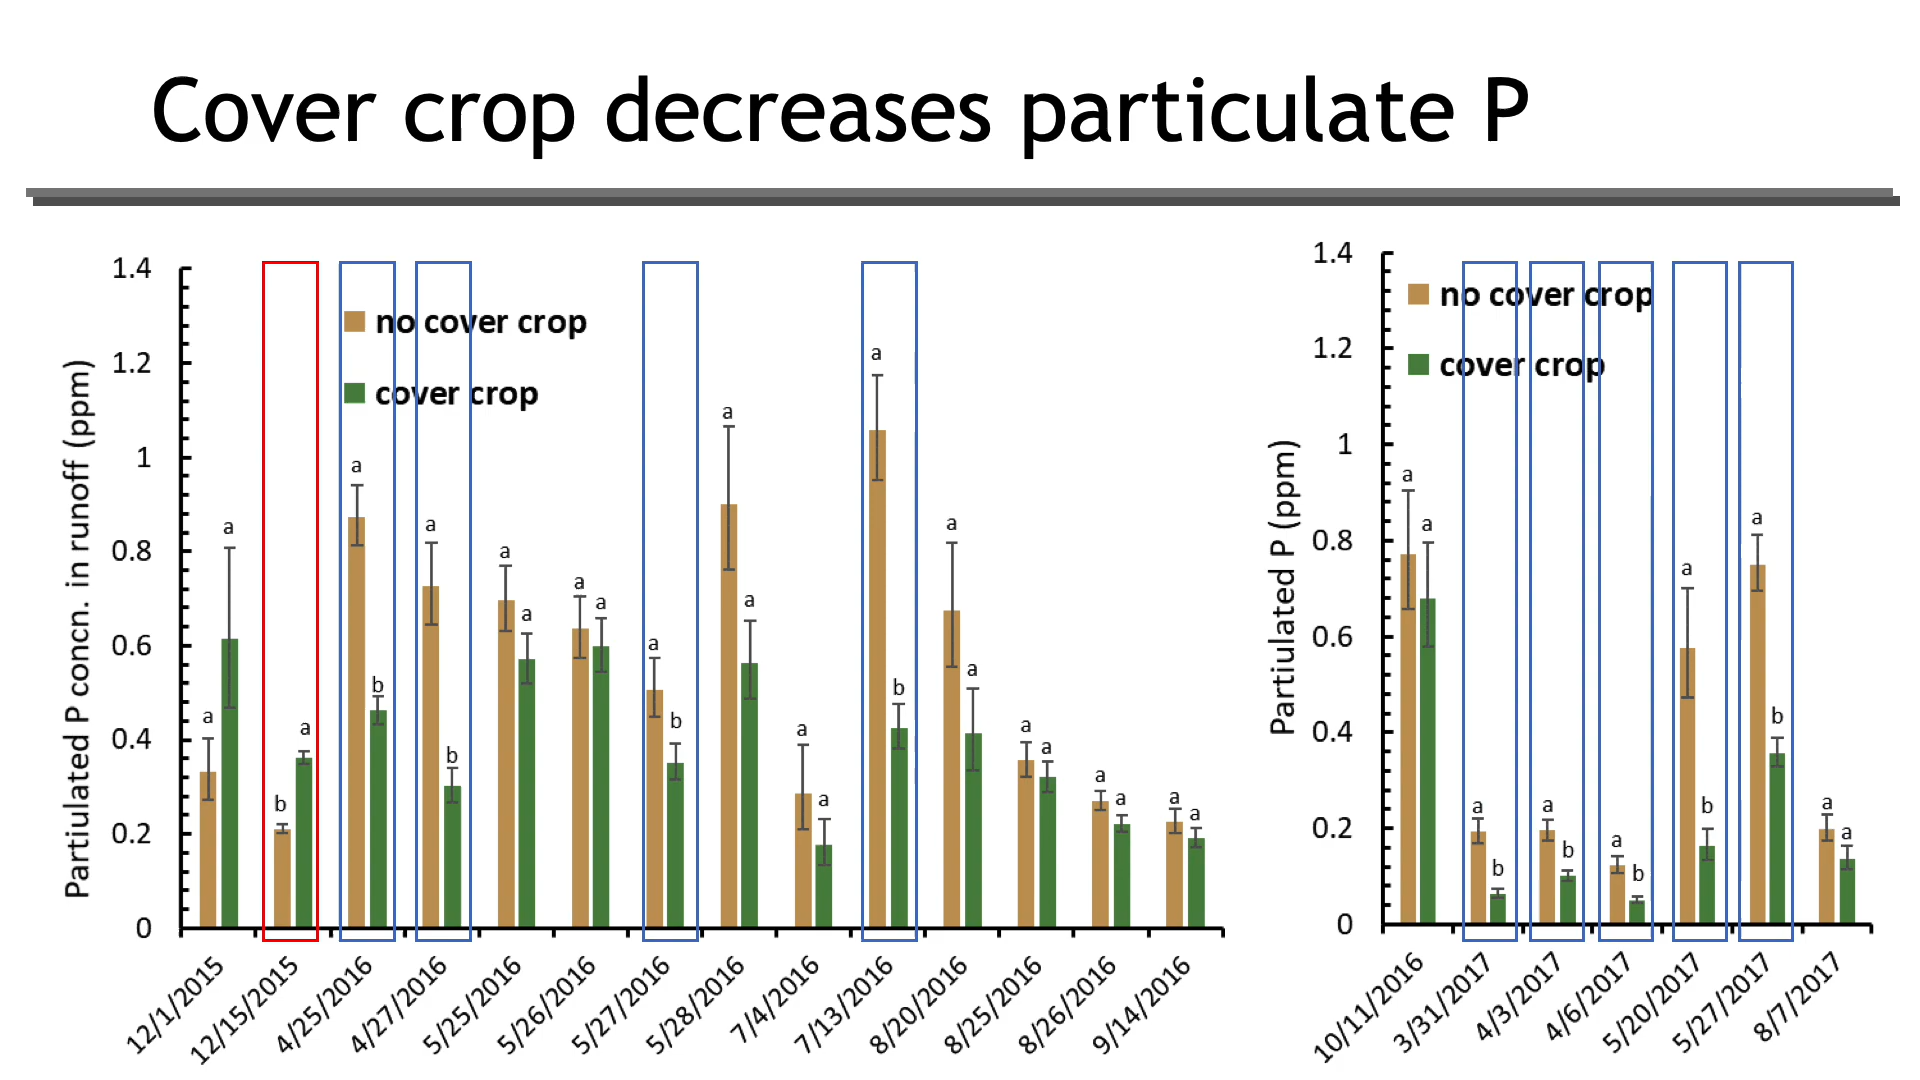 Cover crop decreases particulate P
Partiulated P concn. in runoff (ppm)
1.4
1.2
1
0.8
0.6
0.4
0.2
0
no cover crop
cover crop
a a
b a
a b
a b
a a
a a
a b
a a
a a
a b
a a
a a
a a
a a
12/1/2015
12/15/2015
4/25/2016
4/27/2016
5/25/2016
5/26/2016
5/27/2016
5/28/2016
7/4/2016
7/13/2016
8/20/2016
8/25/2016
8/26/2016
9/14/2016
Partiulated P (ppm)
1.4
1.2
1
0.8
0.6
0.4
0.2
0
no cover crop
cover crop
a a
a b
a b
a b
a b
a b
a a
10/11/2016
3/31/2017
4/3/2017
4/6/2017
5/20/2017
5/27/2017
8/7/2017